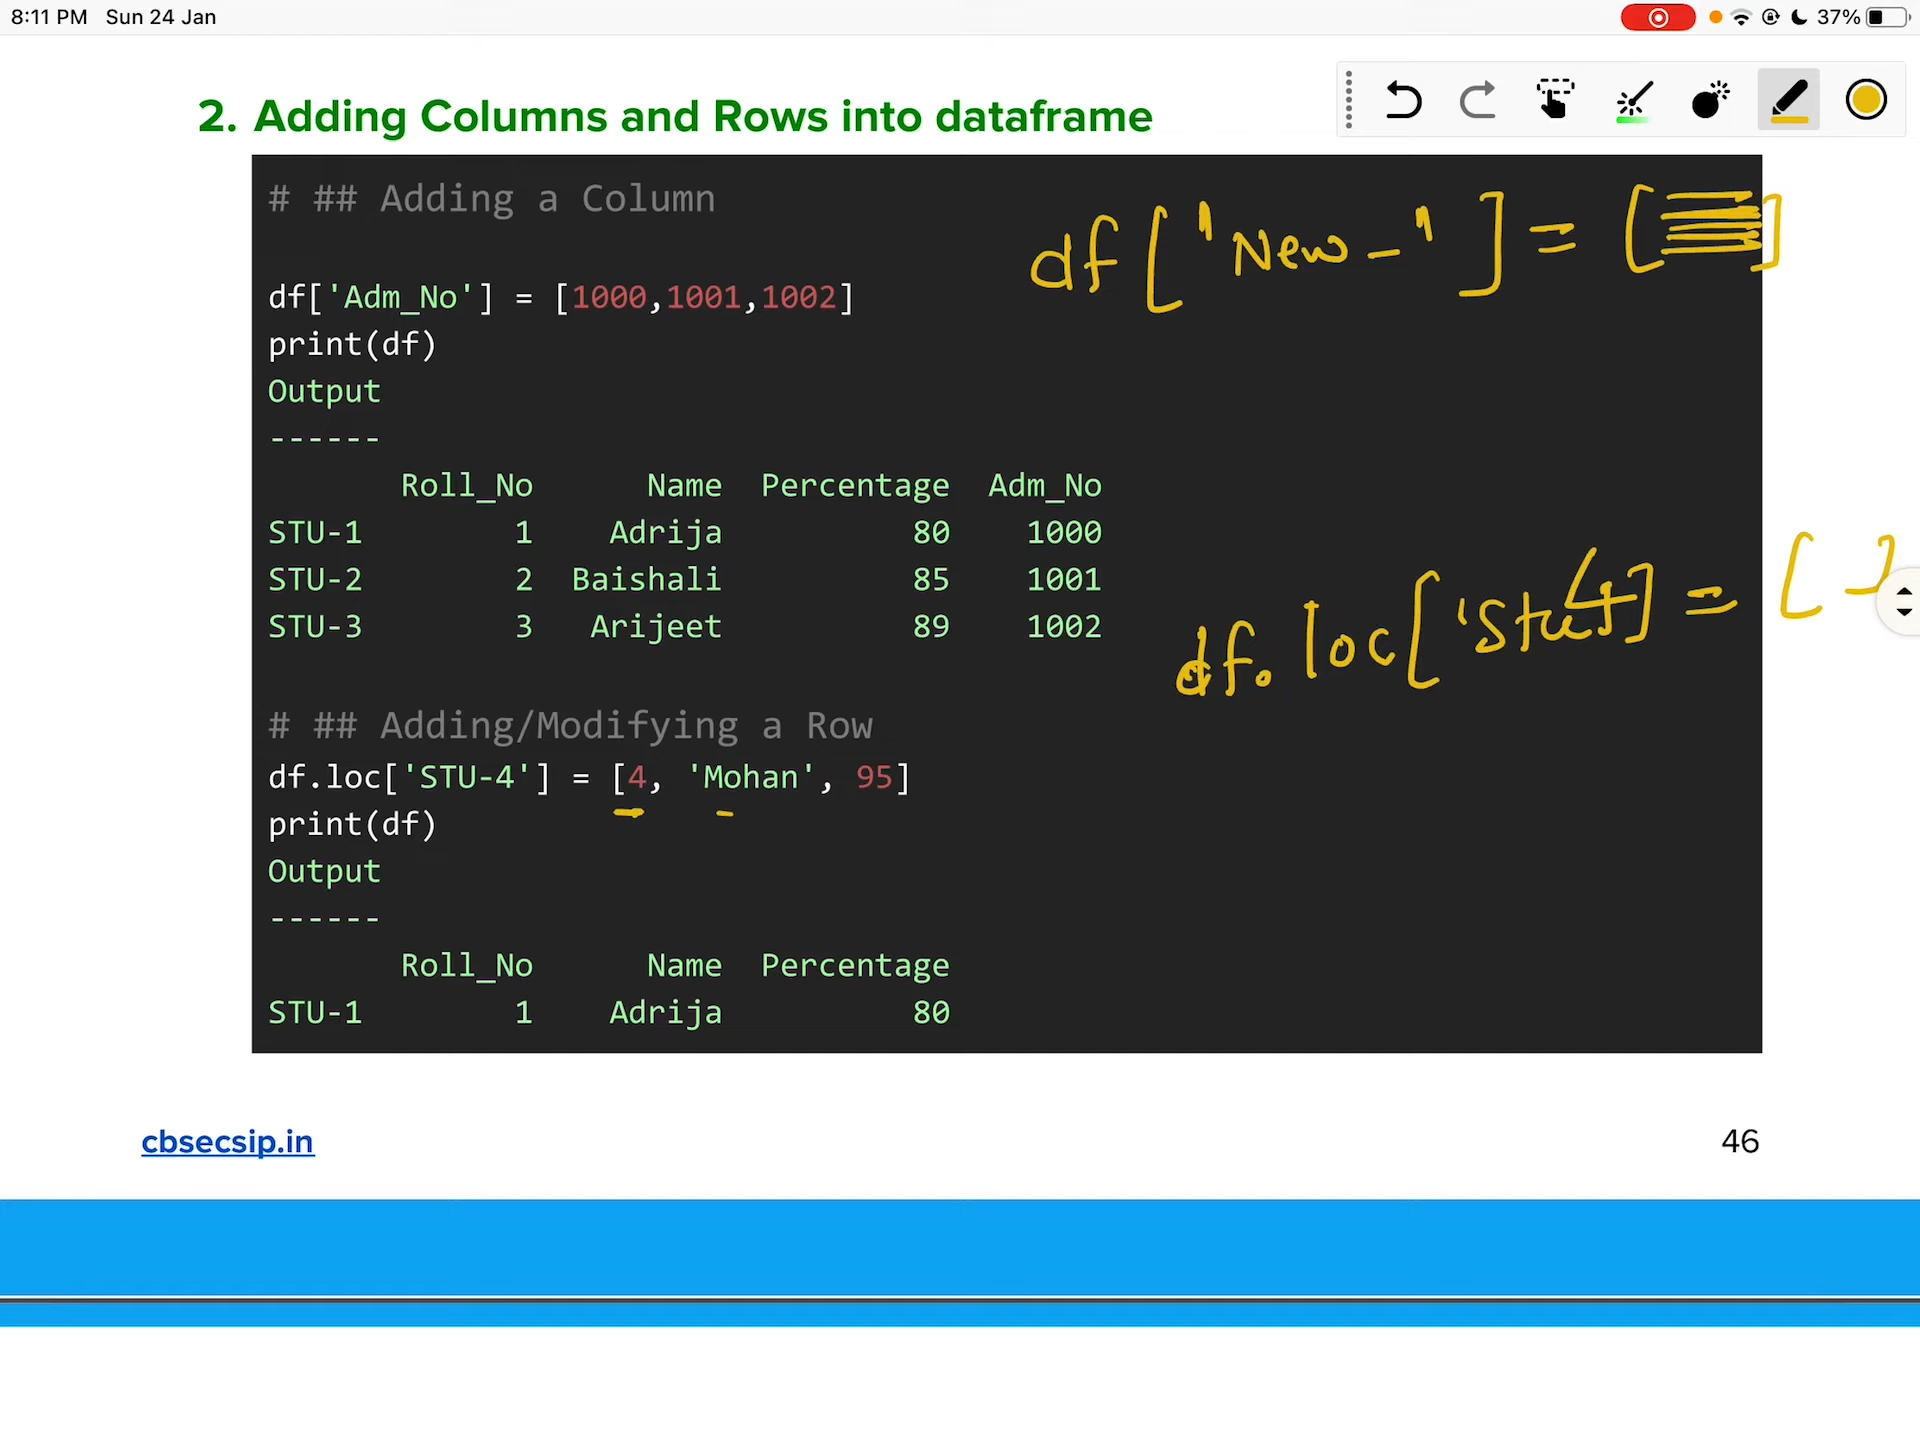 8:11 PM Sun 24 Jan 37%
2. Adding Columns and Rows into dataframe
# ## Adding a Column
df['New-'] = [
]
df['Adm_No'] = [1000,1001,1002]
print(df)
Output
------
Roll_No Name Percentage Adm_No
STU-1 1 Adrija 80 1000
STU-2 2 Baishali 85 1001
STU-3 3 Arijeet 89 1002
df.loc['Stu4] = [ ]
# ## Adding/Modifying a Row
df.loc['STU-4'] = [4, 'Mohan', 95]
print(df)
Output
------
Roll_No Name Percentage
STU-1 1 Adrija 80
cbsecsip.in 46